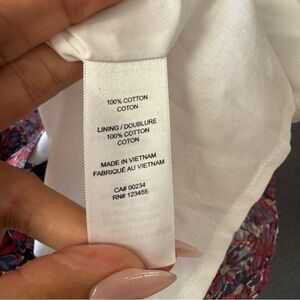 100% COTTON
COTON
LINING / DOUBLURE
100% COTTON
COTON
MADE IN VIETNAM
FABRIQUÉ AU VIETNAM
CA# 00234
RN# 123455